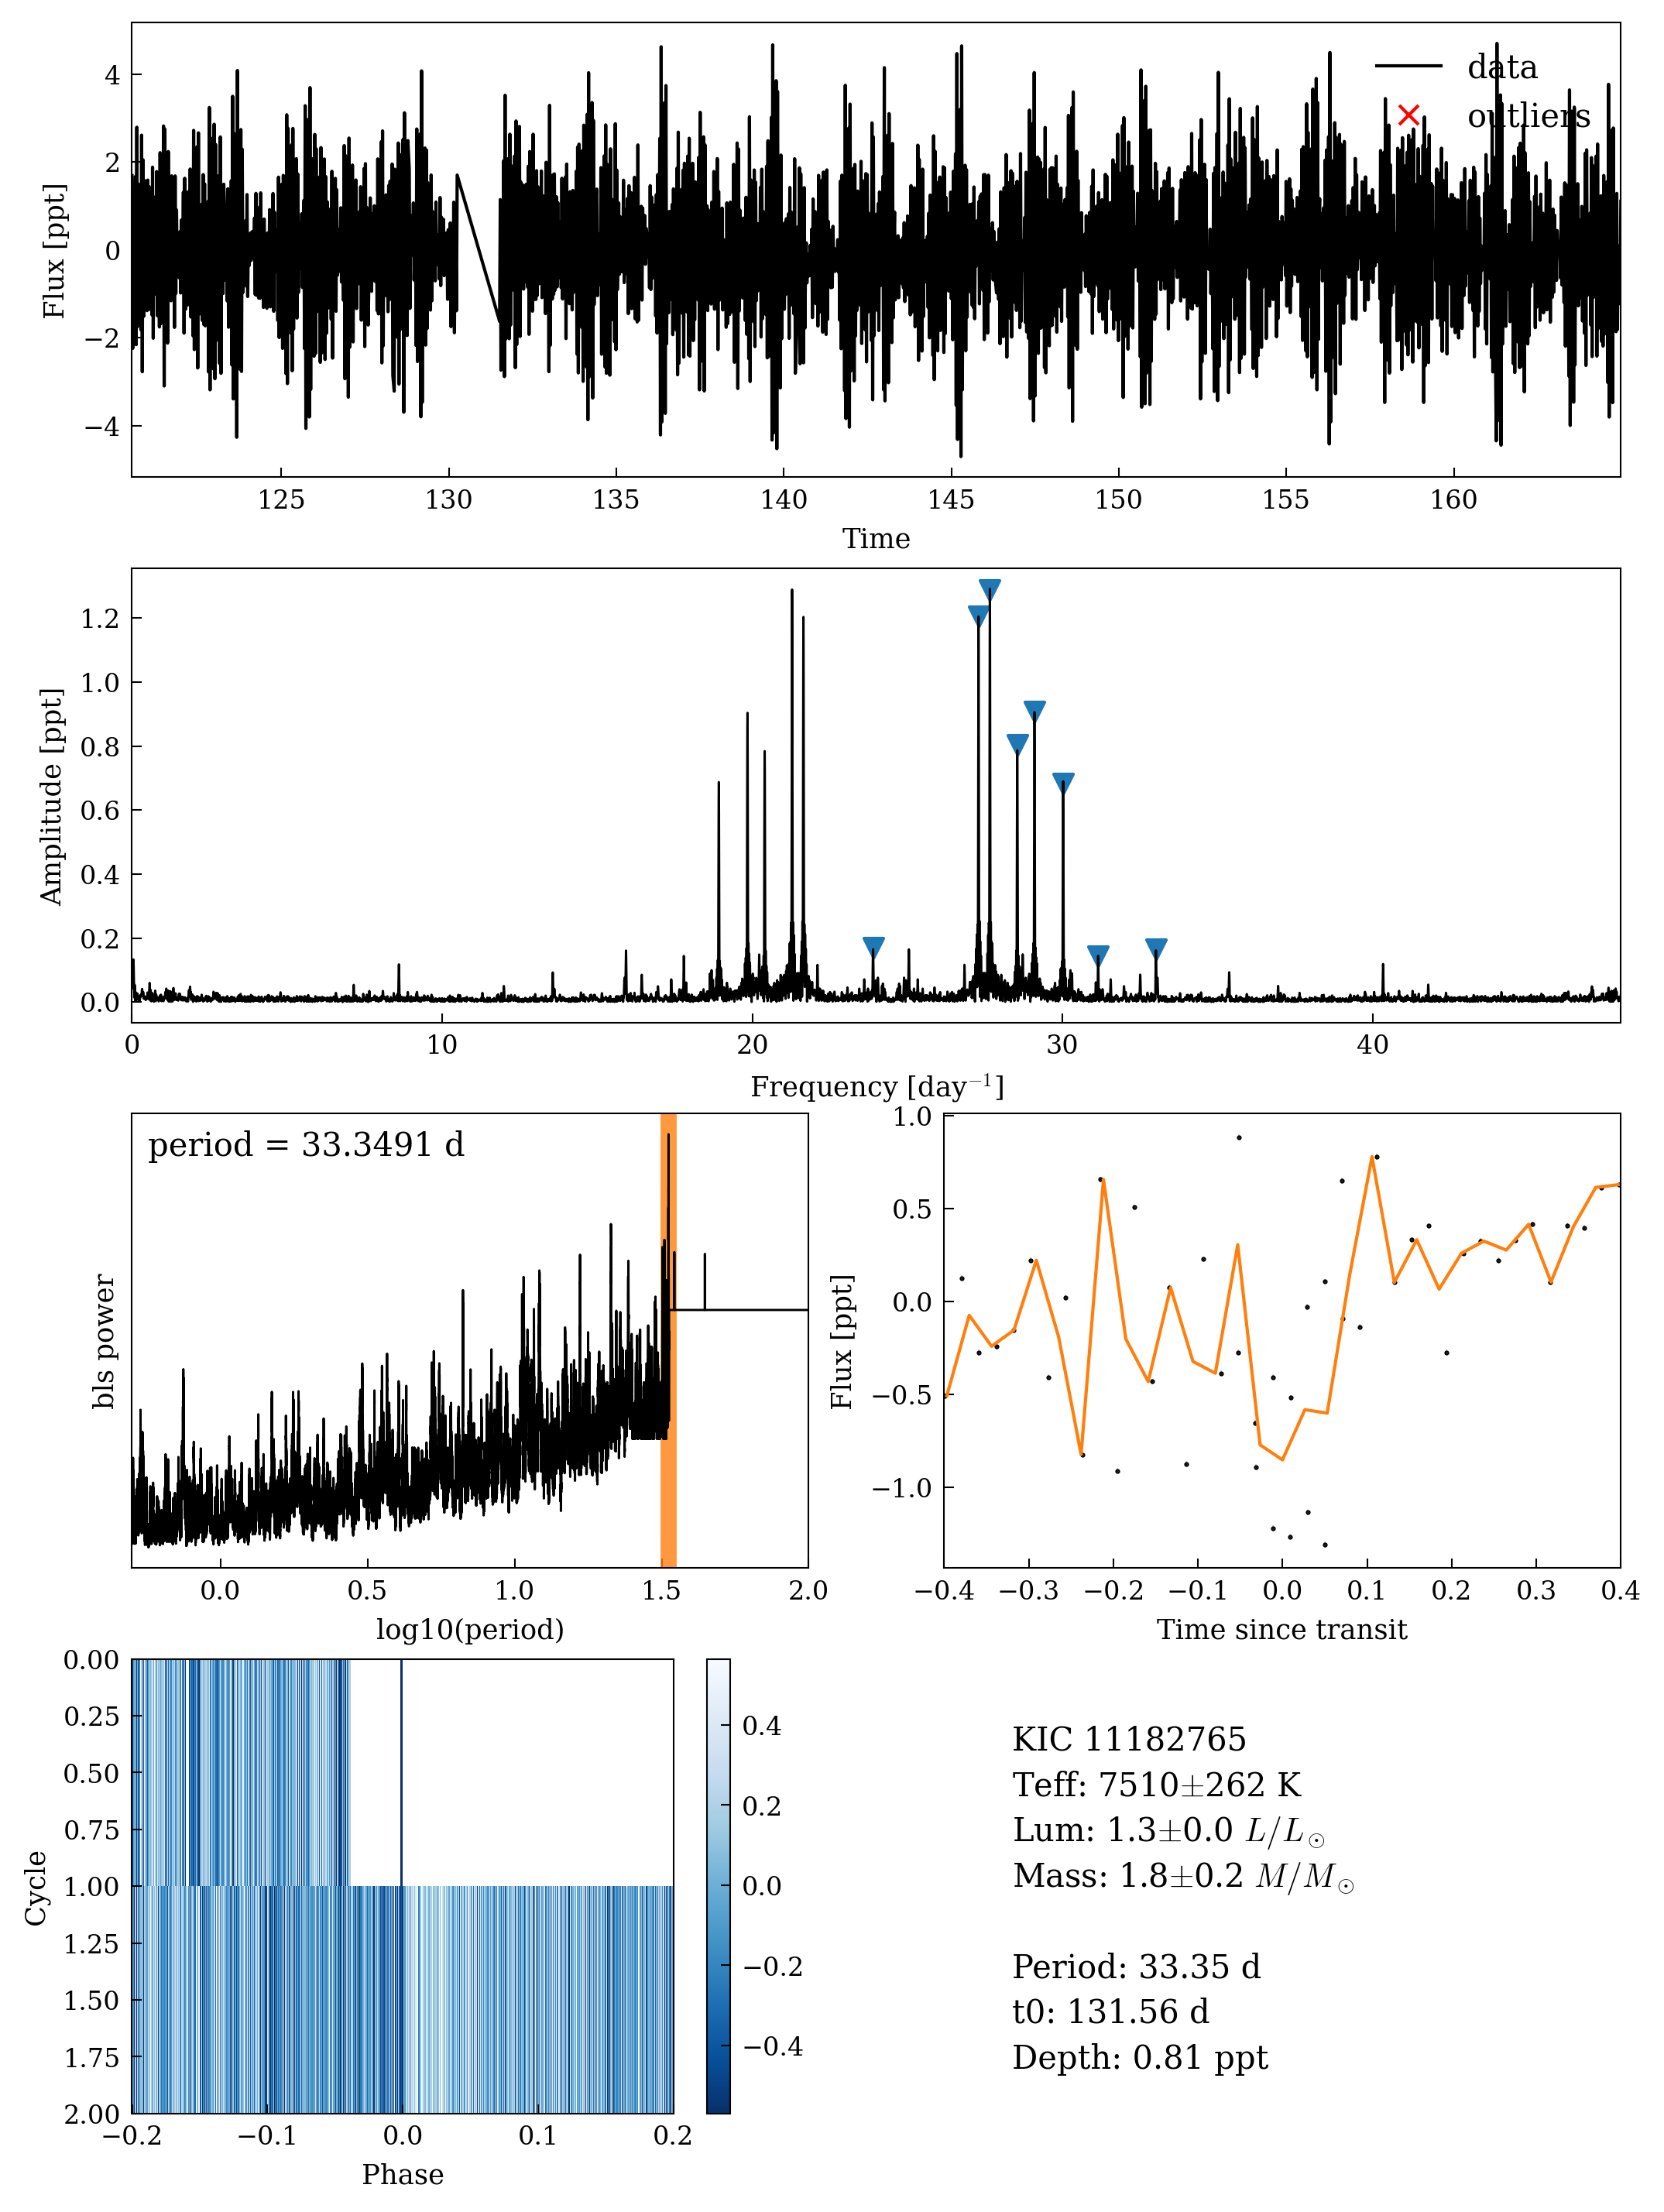 4
2
0
−2
−4
Flux [ppt]
data
outliers
125 130 135 140 145 150 155 160
Time
1.2
1.0
0.8
0.6
0.4
0.2
0.0
Amplitude [ppt]
0 10 20 30 40
Frequency [day−1]
period = 33.3491 d
bls power
0.0 0.5 1.0 1.5 2.0
log10(period)
1.0
0.5
0.0
−0.5
−1.0
Flux [ppt]
−0.4 −0.3 −0.2 −0.1 0.0 0.1 0.2 0.3 0.4
Time since transit
0.00
0.25
0.50
0.75
1.00
1.25
1.50
1.75
2.00
Cycle
−0.2 −0.1 0.0 0.1 0.2
Phase
0.4
0.2
0.0
−0.2
−0.4
KIC 11182765
Teff: 7510±262 K
Lum: 1.3±0.0 L/L⊙
Mass: 1.8±0.2 M/M⊙
Period: 33.35 d
t0: 131.56 d
Depth: 0.81 ppt